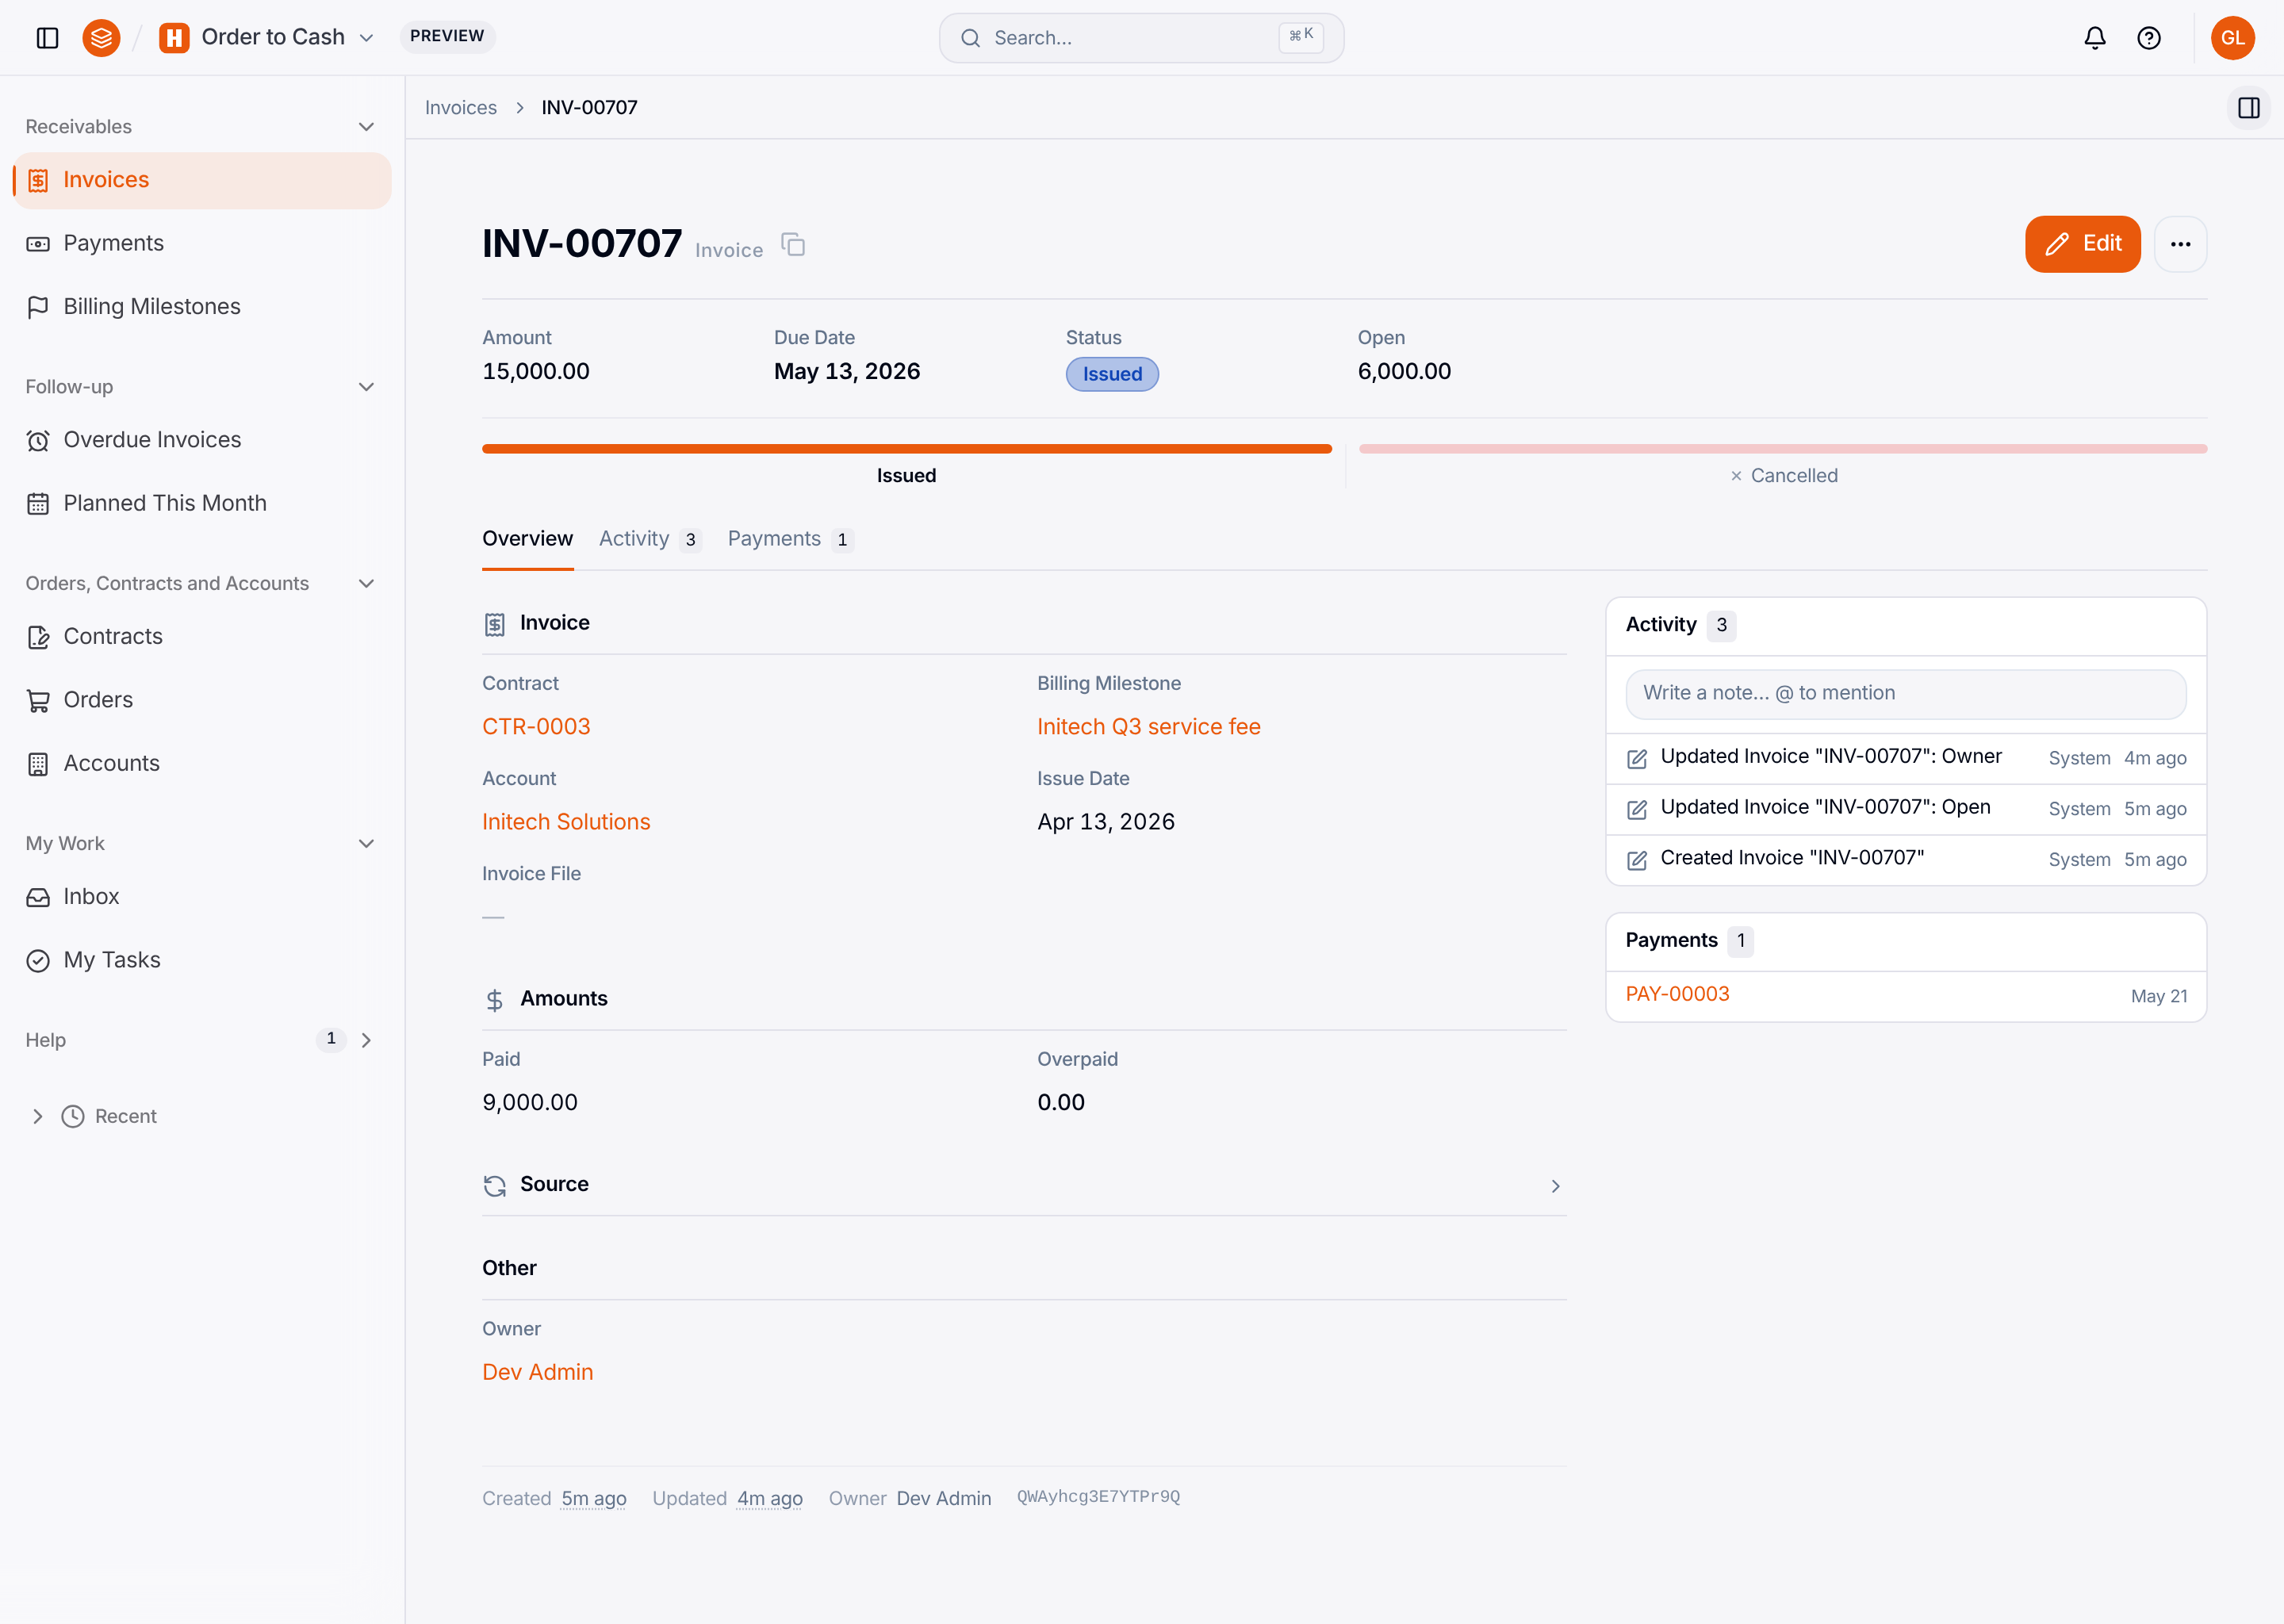 Order to Cash
PREVIEW
Search...
⌘K
GL
Receivables
Invoices
Payments
Billing Milestones
Follow-up
Overdue Invoices
Planned This Month
Orders, Contracts and Accounts
Contracts
Orders
Accounts
My Work
Inbox
My Tasks
Help 1
Recent
Invoices > INV-00707
INV-00707 Invoice
Edit
Amount
15,000.00
Due Date
May 13, 2026
Status
Issued
Open
6,000.00
Issued
× Cancelled
Overview
Activity 3
Payments 1
Invoice
Contract
CTR-0003
Billing Milestone
Initech Q3 service fee
Account
Initech Solutions
Issue Date
Apr 13, 2026
Invoice File
—
Amounts
Paid
9,000.00
Overpaid
0.00
Source
Other
Owner
Dev Admin
Created 5m ago Updated 4m ago Owner Dev Admin QWAyhcg3E7YTPr9Q
Activity 3
Write a note... @ to mention
Updated Invoice "INV-00707": Owner System 4m ago
Updated Invoice "INV-00707": Open System 5m ago
Created Invoice "INV-00707" System 5m ago
Payments 1
PAY-00003 May 21